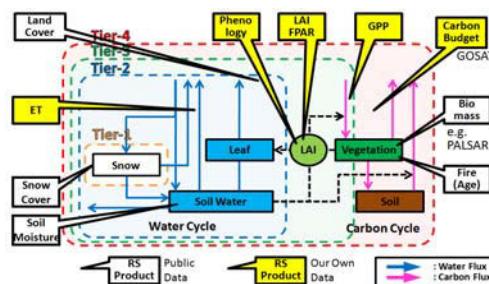 Land
Cover
Pheno
logy
LAI
FPAR
GPP
Carbon
Budget
GOSAT
Tier-4
Tier-3
Tier-2
ET
Tier-1
Snow
Leaf
LAI
Vegetation
Bio
mass
e.g.
PALSAR
Snow
Cover
Soil Water
Soil
Fire
(Age)
Soil
Moisture
Water Cycle
Carbon Cycle
RS
Product
Public
Data
RS
Product
Our Own
Data
: Water Flux
: Carbon Flux